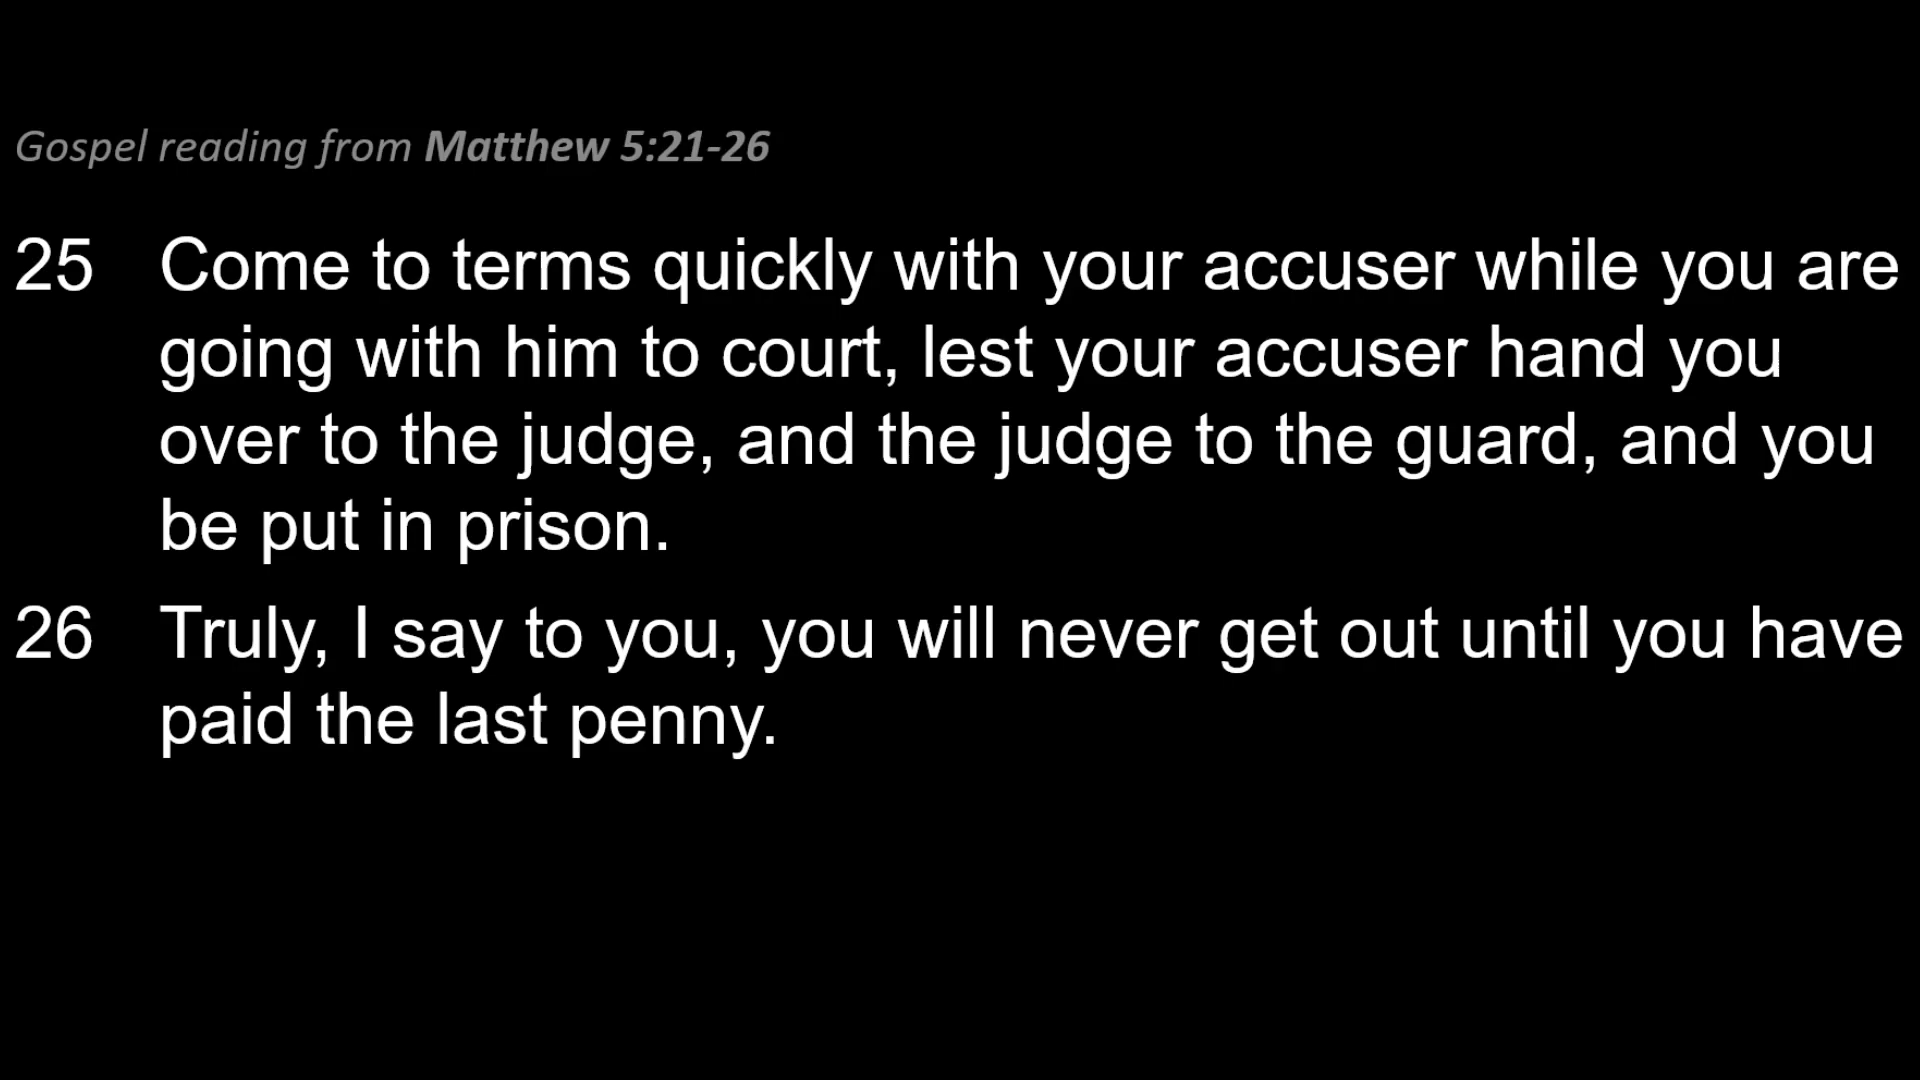 Gospel reading from Matthew 5:21-26
25 Come to terms quickly with your accuser while you are
going with him to court, lest your accuser hand you
over to the judge, and the judge to the guard, and you
be put in prison.
26 Truly, I say to you, you will never get out until you have
paid the last penny.